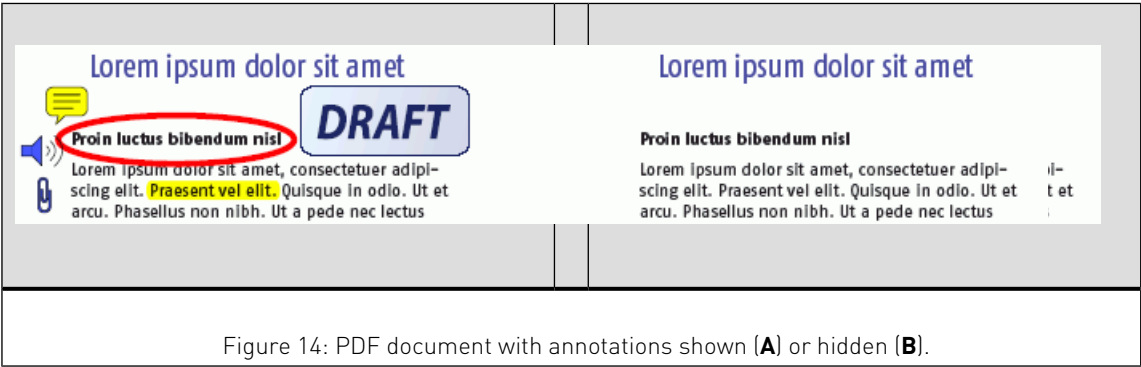 Lorem ipsum dolor sit amet
DRAFT
Proin luctus bibendum nisl
Lorem ipsum dolor sit amet, consectetuer adipi-
scing elit. Praesent vel elit. Quisque in odio. Ut et
arcu. Phasellus non nibh. Ut a pede nec lectus
Lorem ipsum dolor sit amet
Proin luctus bibendum nisl
Lorem ipsum dolor sit amet, consectetuer adipi-
scing elit. Praesent vel elit. Quisque in odio. Ut et
arcu. Phasellus non nibh. Ut a pede nec lectus
t et
Figure 14: PDF document with annotations shown (A) or hidden (B).